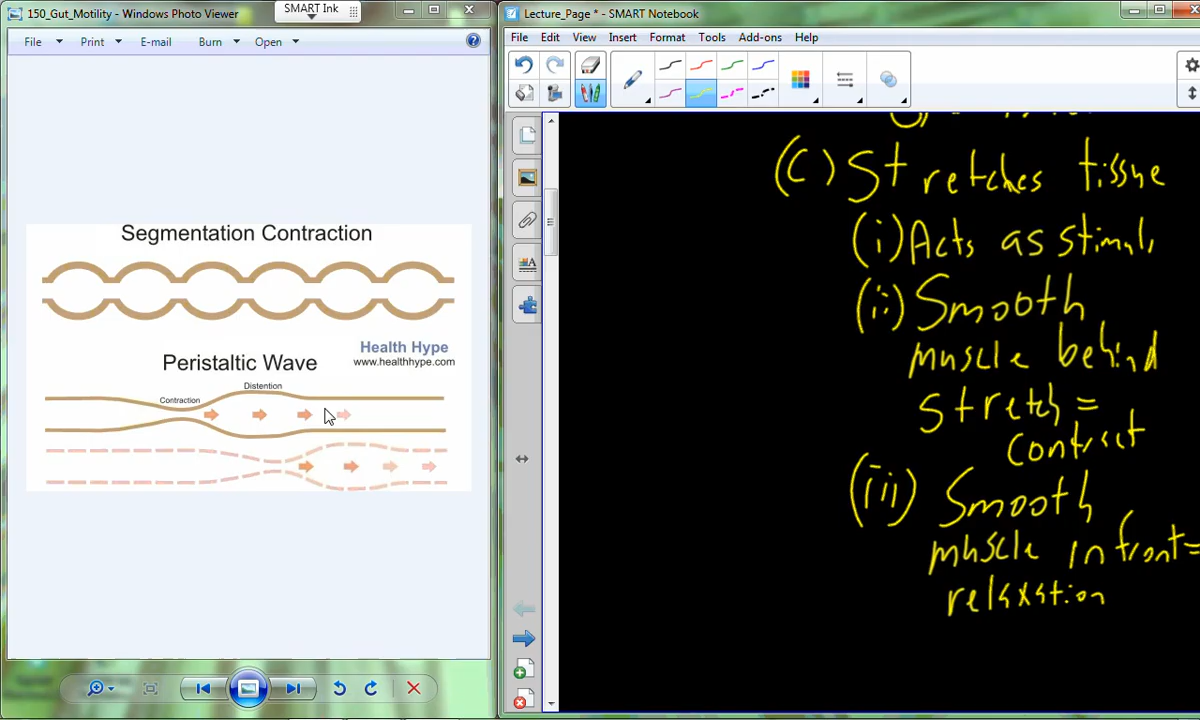 150_Gut_Motility - Windows Photo Viewer
SMART Ink
File Print E-mail Burn Open
Segmentation Contraction
Health Hype
www.healthhype.com
Peristaltic Wave
Distention
Contraction
Lecture_Page * - SMART Notebook
File Edit View Insert Format Tools Add-ons Help
(C) Stretches tissue
(i) Acts as stimuli
(ii) Smooth
muscle behind
stretch =
contract
(iii) Smooth
muscle in front =
relaxation